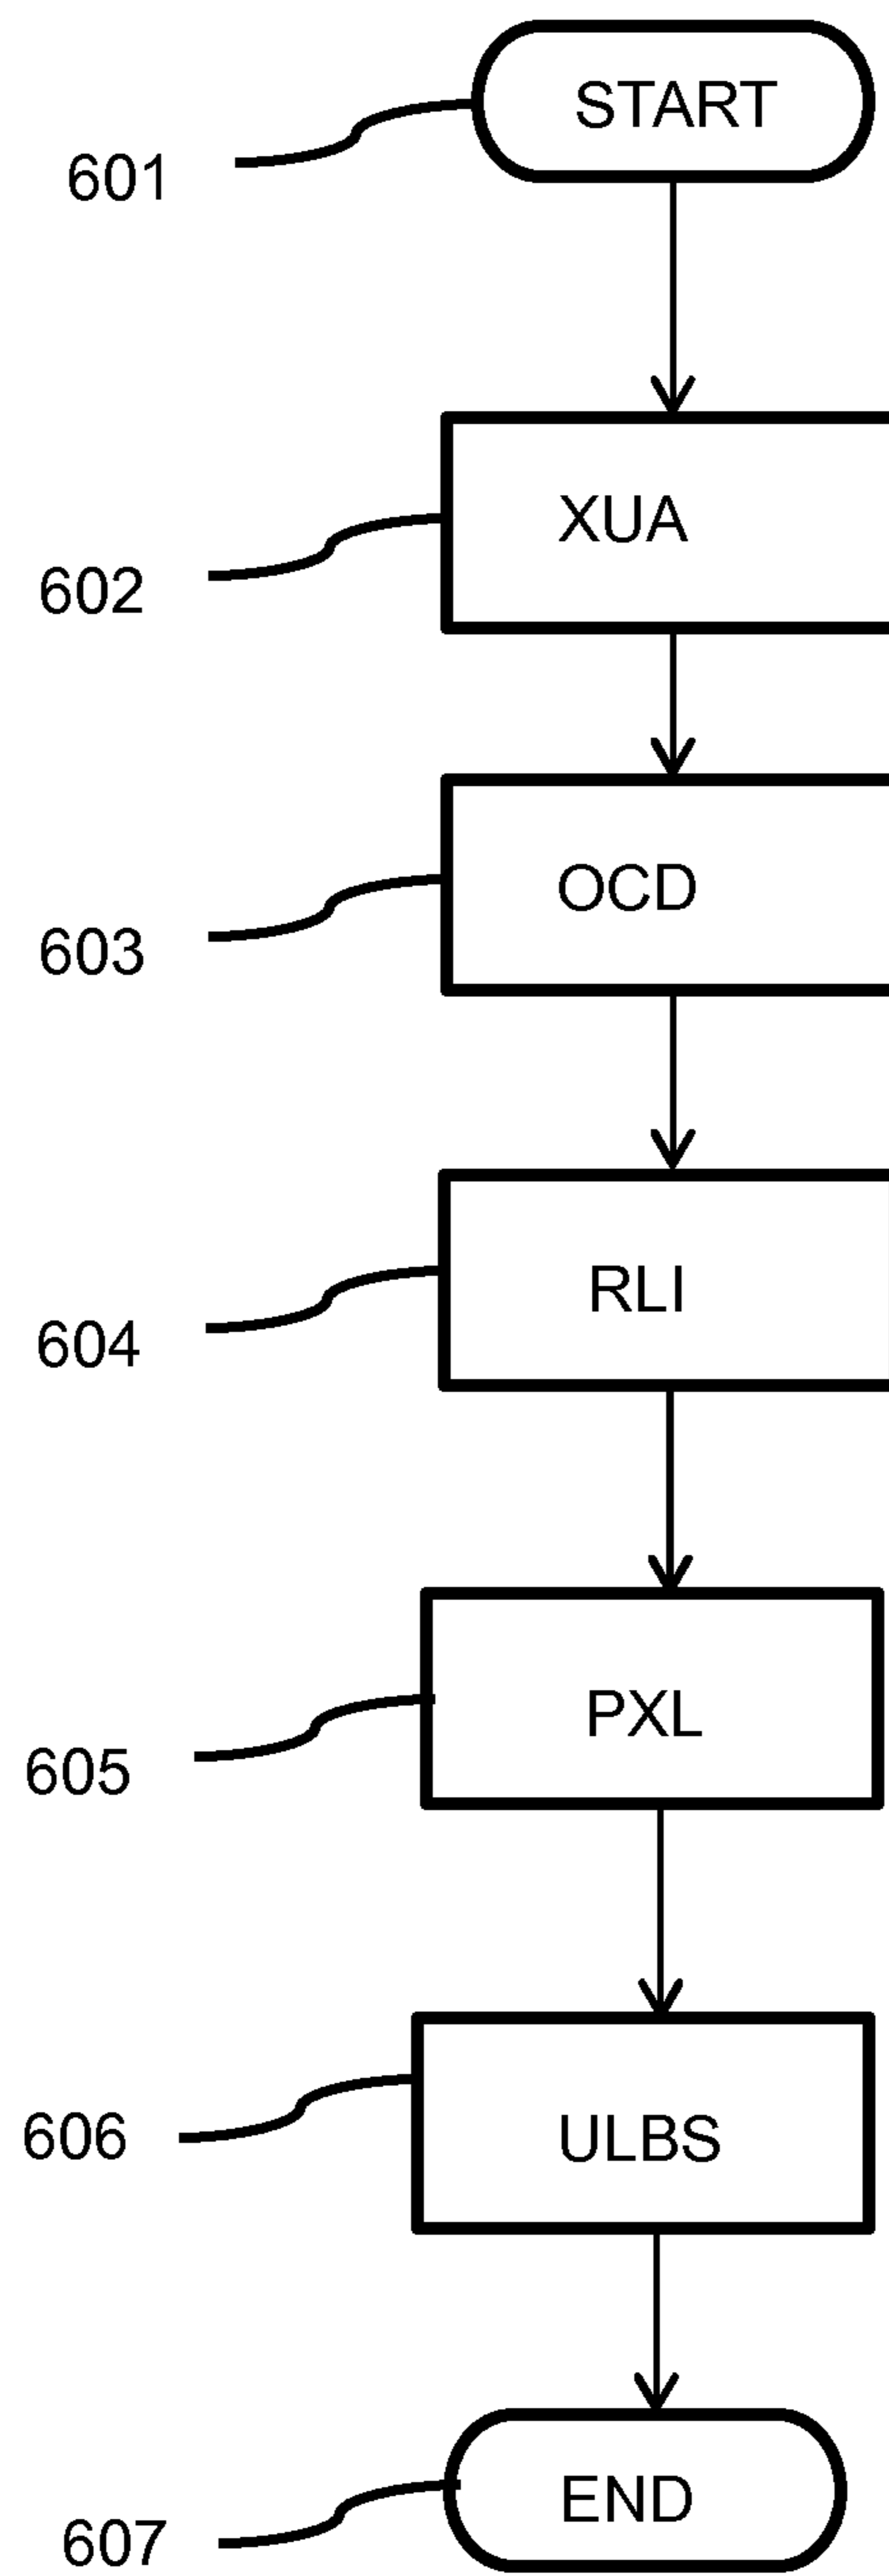 START
601
XUA
602
OCD
603
RLI
604
PXL
605
ULBS
606
END
607